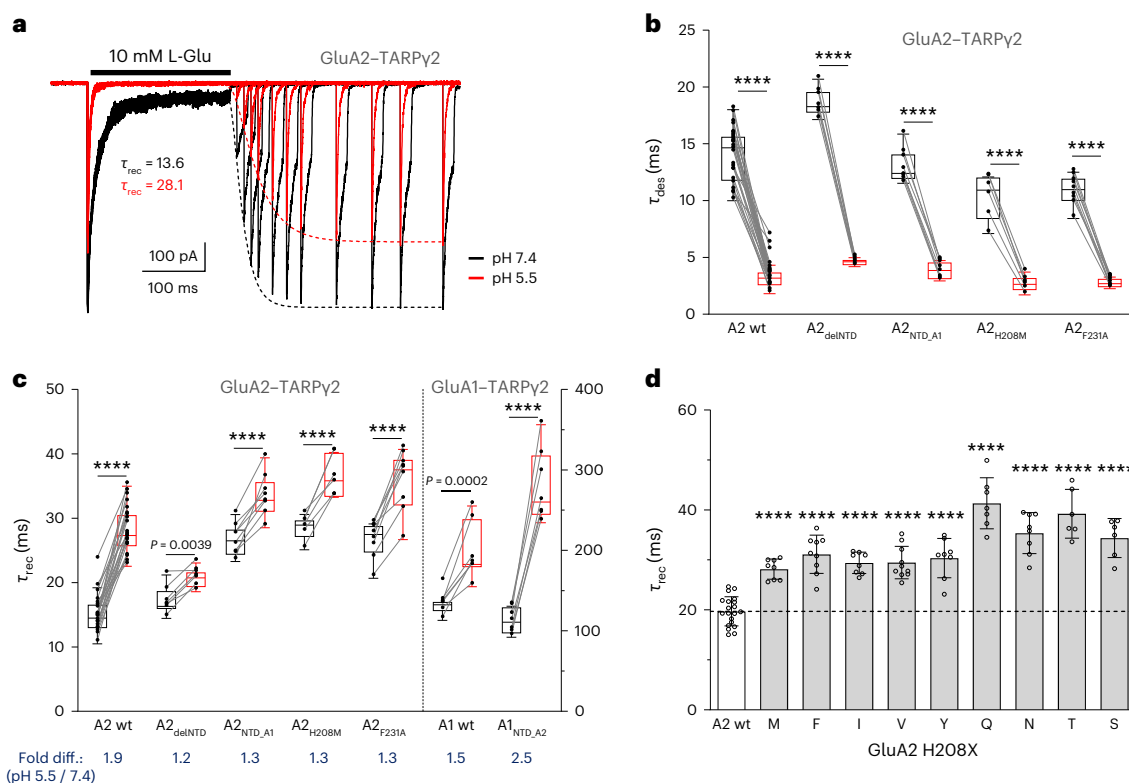 a
10 mM L-Glu
GluA2–TARPγ2
τrec = 13.6
τrec = 28.1
100 pA
100 ms
pH 7.4
pH 5.5
b
GluA2–TARPγ2
25
20
15
10
5
0
τdes (ms)
**** **** **** **** ****
A2 wt A2delNTD A2NTD_A1 A2H208M A2F231A
c
GluA2–TARPγ2 GluA1–TARPγ2
50
40
30
20
10
0
τrec (ms)
400
300
200
100
0
**** P = 0.0039 **** **** **** P = 0.0002 ****
A2 wt A2delNTD A2NTD_A1 A2H208M A2F231A A1 wt A1NTD_A2
Fold diff.: 1.9 1.2 1.3 1.3 1.3 1.5 2.5
(pH 5.5 / 7.4)
d
60
40
20
0
τrec (ms)
**** **** **** **** **** **** **** **** ****
A2 wt M F I V Y Q N T S
GluA2 H208X